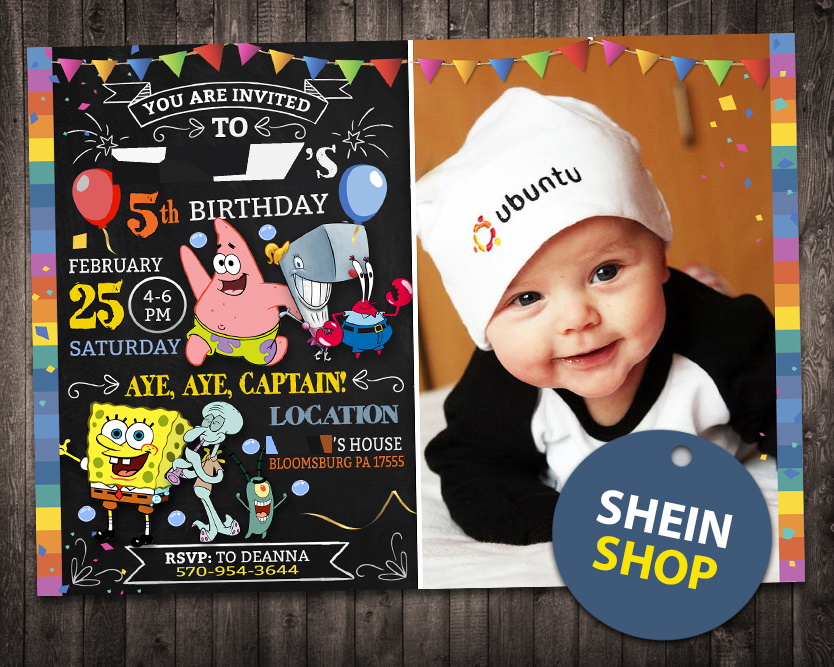 YOU ARE INVITED
TO
'S
5th BIRTHDAY
FEBRUARY
25
4-6
PM
SATURDAY
AYE, AYE, CAPTAIN!
LOCATION
'S HOUSE
BLOOMSBURG PA 17555
RSVP: TO DEANNA
570-954-3644
ubuntu
SHEIN
SHOP